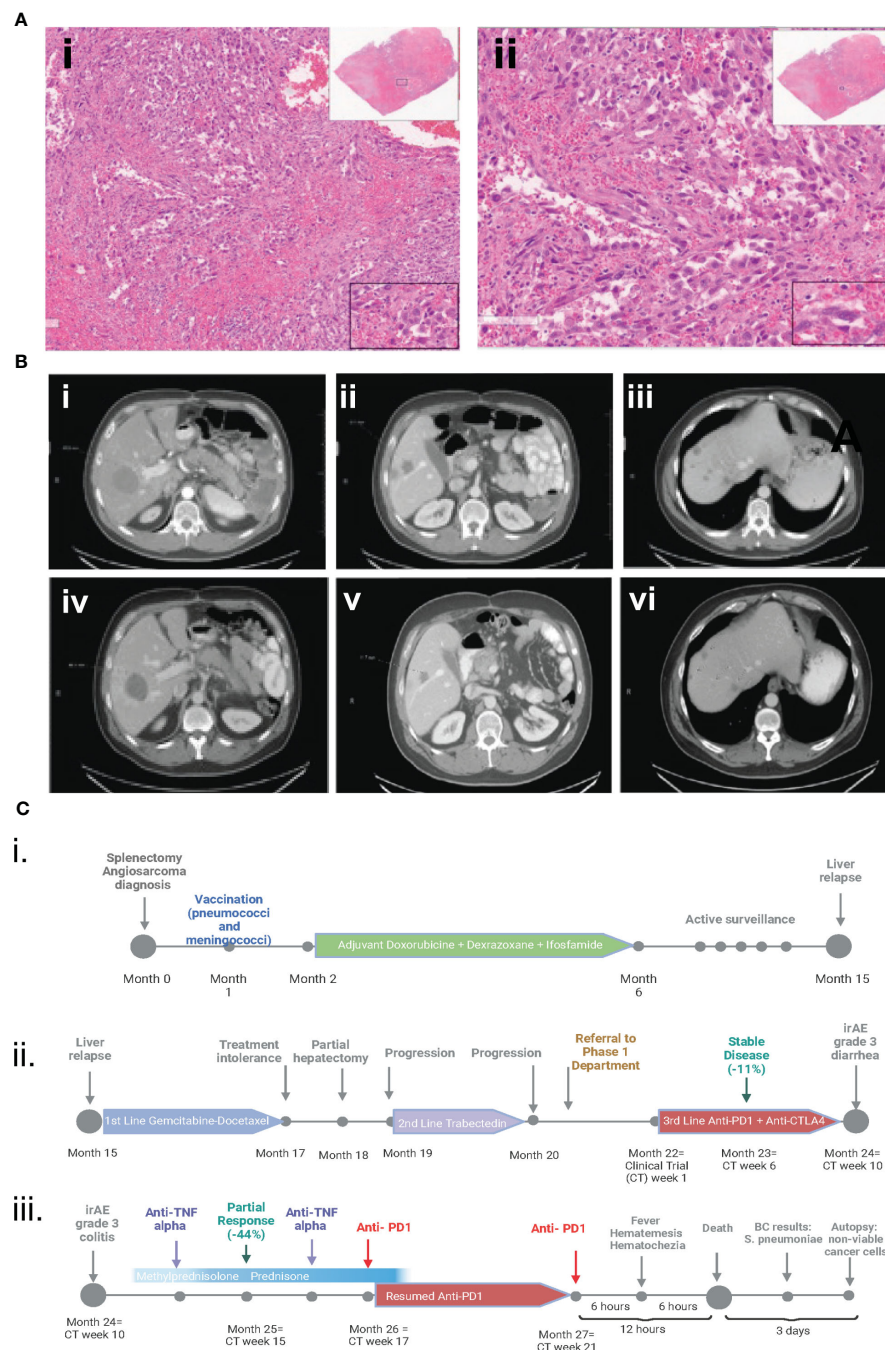 A
i
ii
B
i
ii
iii
A
iv
v
vi
C
i.
Splenectomy
Angiosarcoma
diagnosis
Vaccination
(pneumococci
and
meningococci)
Adjuvant Doxorubicine + Dexrazoxane + Ifosfamide
Active surveillance
Liver
relapse
Month 0
Month
1
Month 2
Month
6
Month 15
ii.
Liver
relapse
Treatment
intolerance
Partial
hepatectomy
Progression
Progression
Referral to
Phase 1
Department
Stable
Disease
(-11%)
irAE
grade 3
diarrhea
1st Line Gemcitabine-Docetaxel
2nd Line Trabectedin
3rd Line Anti-PD1 + Anti-CTLA4
Month 15
Month 17
Month 18
Month 19
Month 20
Month 22=
Clinical Trial
(CT) week 1
Month 23=
CT week 6
Month 24=
CT week 10
iii.
irAE
grade 3
colitis
Anti-TNF
alpha
Partial
Response
(-44%)
Anti-TNF
alpha
Anti- PD1
Anti- PD1
Fever
Hematemesis
Hematochezia
Death
BC results:
S. pneumoniae
Autopsy:
non-viable
cancer cells
Methylprednisolone
Prednisone
Resumed Anti-PD1
6 hours
6 hours
12 hours
3 days
Month 24=
CT week 10
Month 25=
CT week 15
Month 26 =
CT week 17
Month 27=
CT week 21